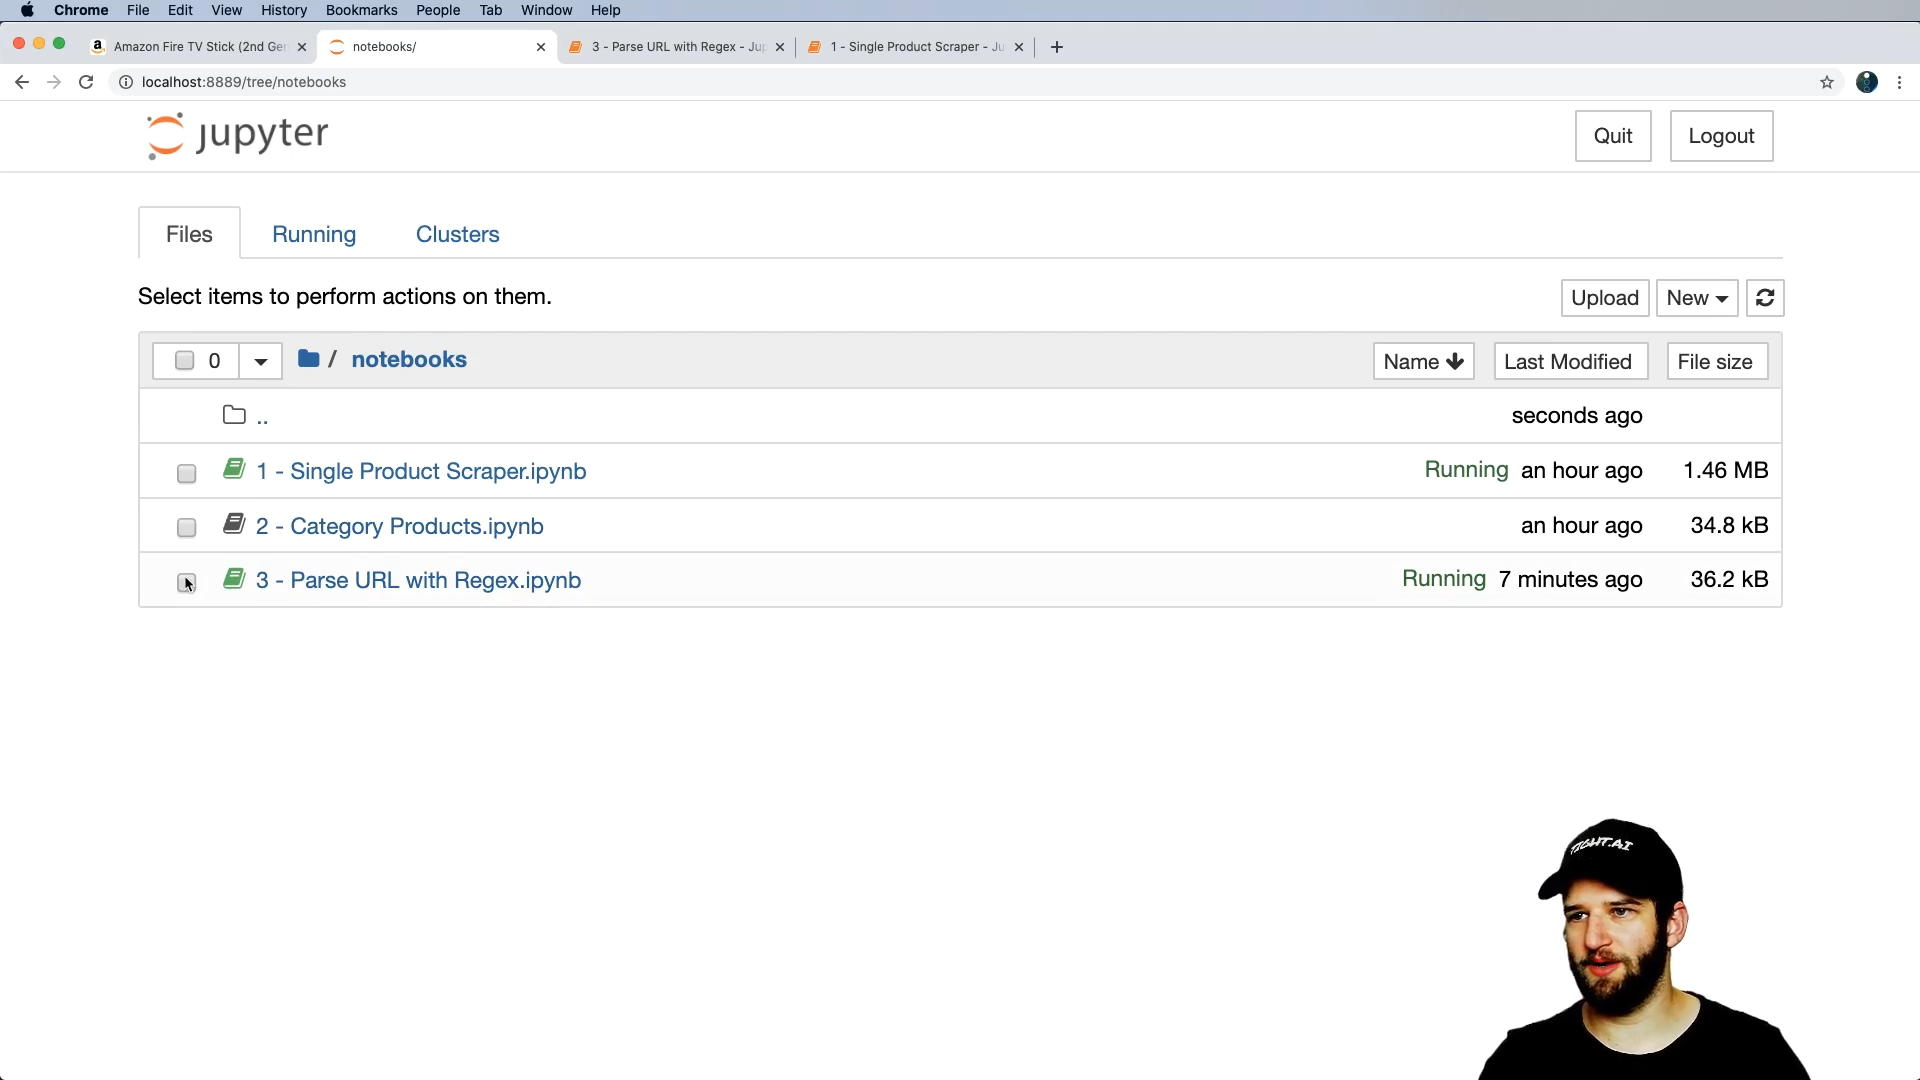 Chrome File Edit View History Bookmarks People Tab Window Help
a Amazon Fire TV Stick (2nd Gen notebooks/ 3 - Parse URL with Regex - Jup 1 - Single Product Scraper - Ju
localhost:8889/tree/notebooks
jupyter Quit Logout
Files Running Clusters
Select items to perform actions on them. Upload New
0 / notebooks Name Last Modified File size
.. seconds ago
1 - Single Product Scraper.ipynb Running an hour ago 1.46 MB
2 - Category Products.ipynb an hour ago 34.8 kB
3 - Parse URL with Regex.ipynb Running 7 minutes ago 36.2 kB